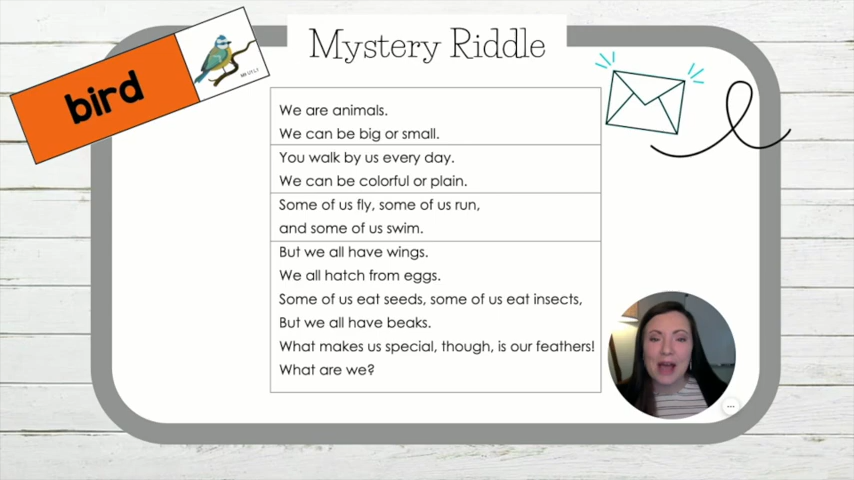 Mystery Riddle
bird
We are animals.
We can be big or small.
You walk by us every day.
We can be colorful or plain.
Some of us fly, some of us run,
and some of us swim.
But we all have wings.
We all hatch from eggs.
Some of us eat seeds, some of us eat insects,
But we all have beaks.
What makes us special, though, is our feathers!
What are we?